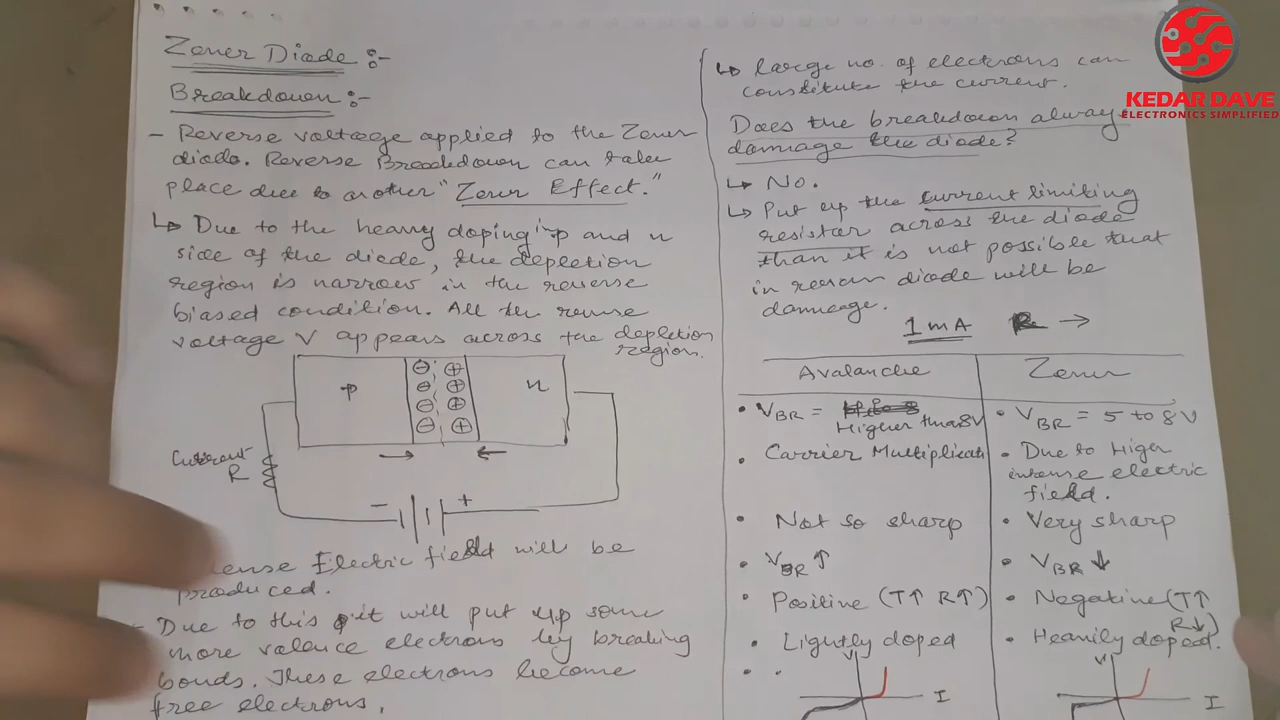 Zener Diode :-
Breakdown :-
- Reverse voltage applied to the Zener
diode. Reverse Breakdown can take
place due to another "Zener Effect."
↳ Due to the heavy doping p and n
side of the diode, the depletion
region is narrow in the reverse
biased condition. All the reverse
voltage V appears across the depletion
region.
p
n
⊖ ⊕
⊖ ⊕
⊖ ⊕
⊖ ⊕
→ ←
Current
R
- +
Electric field will be
produced.
- Due to this it will put up some
more valence electrons by breaking
bonds. These electrons become
free electrons.
↳ Large no. of electrons can
constitute the current.
Does the breakdown always
damage the diode?
↳ No.
↳ Put up the current limiting
resistor across the diode
than it is not possible that
in diode will be
damage.
1 mA →
Avalanche
• VBR =
Higher than 8V
• Carrier
• Not so sharp
• VBR ↑
• Positive (T↑ R↑)
• Lightly doped
V
I
Zener
• VBR = 5 to 8V
• Due to Higer
intense electric
field.
• Very sharp
• VBR ↓
• Negative (T↑
R↓)
• Heavily doped.
V
I
KEDAR DAVE
ELECTRONICS SIMPLIFIED